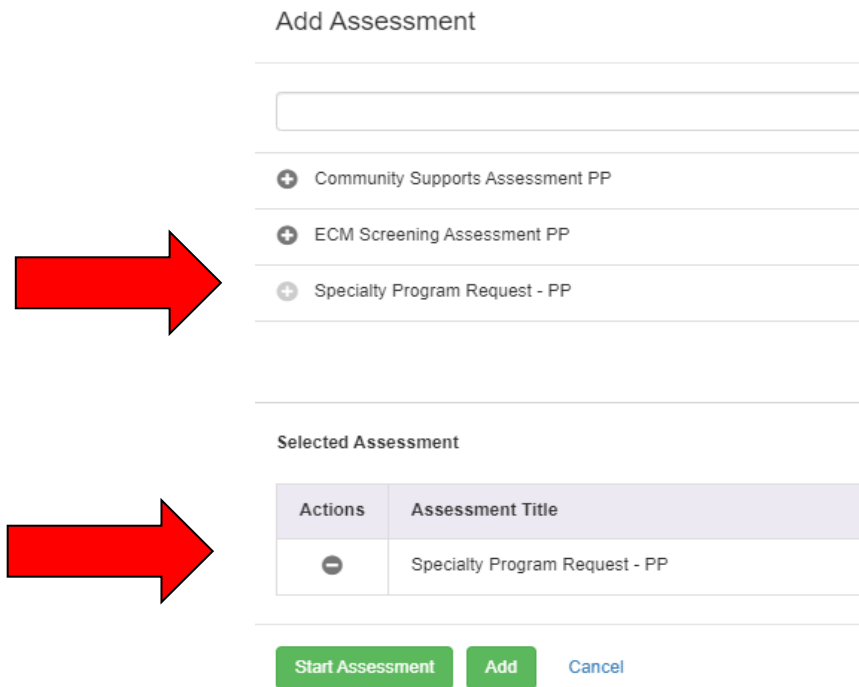 Add Assessment
Community Supports Assessment PP
ECM Screening Assessment PP
Specialty Program Request - PP
Selected Assessment
Actions Assessment Title
Specialty Program Request - PP
Start Assessment Add Cancel